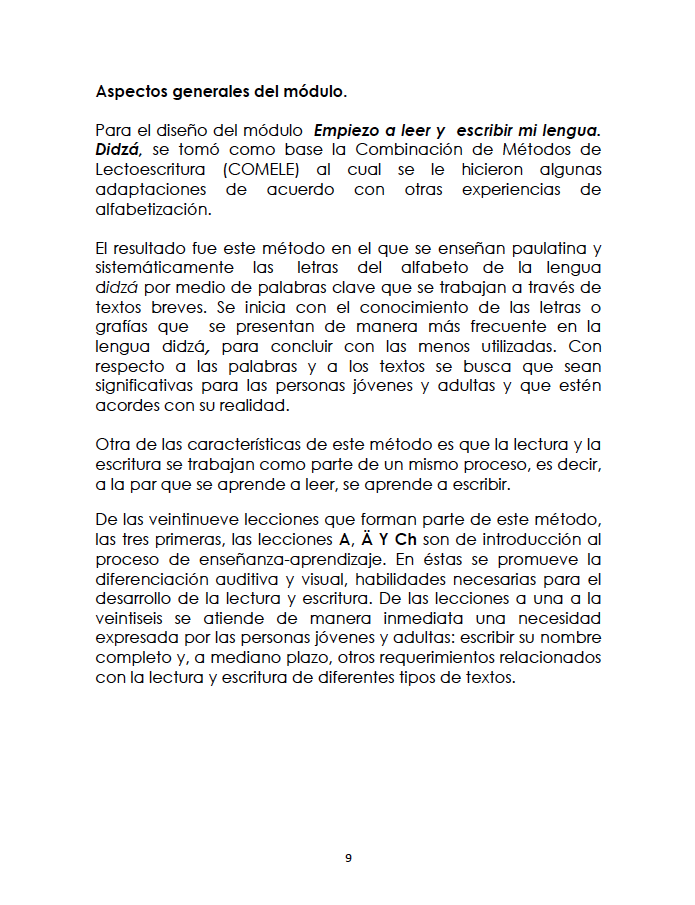 Aspectos generales del módulo.
Para el diseño del módulo Empiezo a leer y escribir mi lengua.
Didzá, se tomó como base la Combinación de Métodos de
Lectoescritura (COMELE) al cual se le hicieron algunas
adaptaciones de acuerdo con otras experiencias de
alfabetización.
El resultado fue este método en el que se enseñan paulatina y
sistemáticamente las letras del alfabeto de la lengua
didzá por medio de palabras clave que se trabajan a través de
textos breves. Se inicia con el conocimiento de las letras o
grafías que se presentan de manera más frecuente en la
lengua didzá, para concluir con las menos utilizadas. Con
respecto a las palabras y a los textos se busca que sean
significativas para las personas jóvenes y adultas y que estén
acordes con su realidad.
Otra de las características de este método es que la lectura y la
escritura se trabajan como parte de un mismo proceso, es decir,
a la par que se aprende a leer, se aprende a escribir.
De las veintinueve lecciones que forman parte de este método,
las tres primeras, las lecciones A, Ä Y Ch son de introducción al
proceso de enseñanza-aprendizaje. En éstas se promueve la
diferenciación auditiva y visual, habilidades necesarias para el
desarrollo de la lectura y escritura. De las lecciones a una a la
veintiseis se atiende de manera inmediata una necesidad
expresada por las personas jóvenes y adultas: escribir su nombre
completo y, a mediano plazo, otros requerimientos relacionados
con la lectura y escritura de diferentes tipos de textos.
9